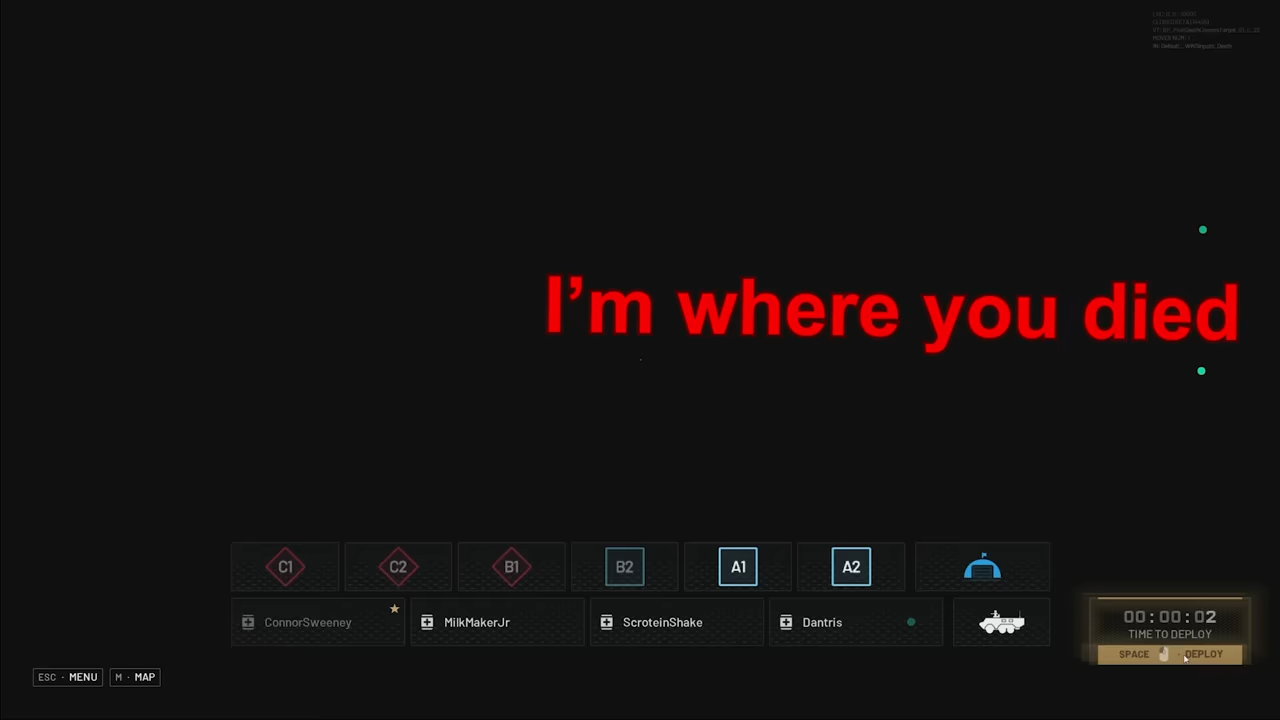 I'm where you died
C1 C2 B1 B2 A1 A2
ConnorSweeney MilkMakerJr ScroteinShake Dantris
00:00:02
TIME TO DEPLOY
SPACE · DEPLOY
ESC · MENU M · MAP